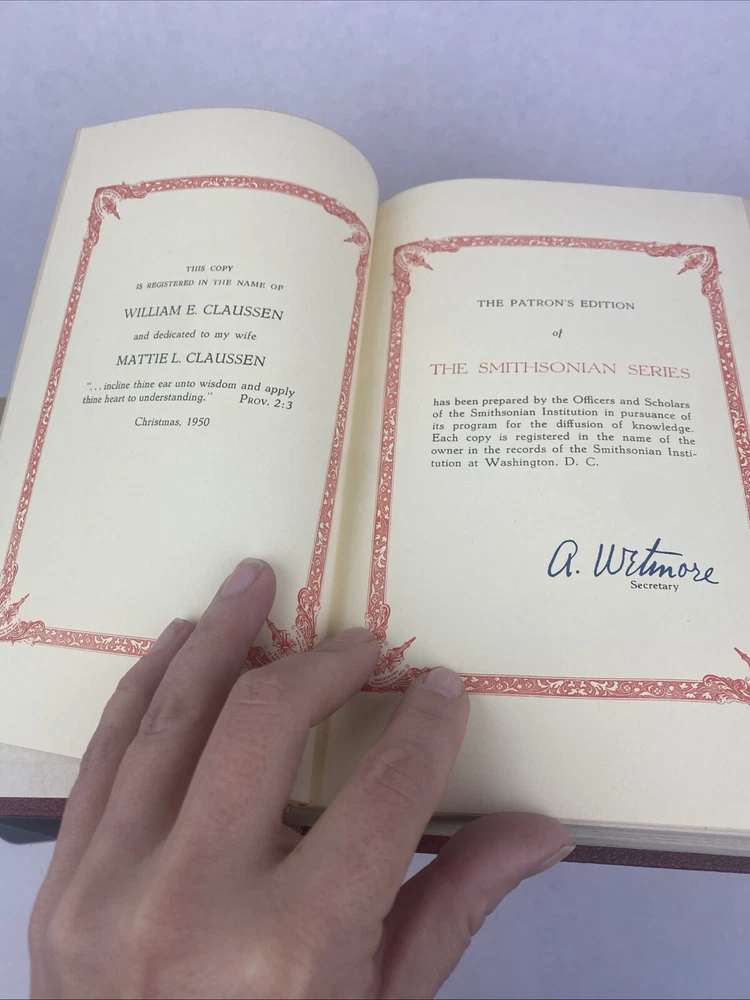 THIS COPY
IS REGISTERED IN THE NAME OF
WILLIAM E. CLAUSSEN
and dedicated to my wife
MATTIE L. CLAUSSEN
"... incline thine ear unto wisdom and apply
thine heart to understanding." PROV. 2:3
Christmas, 1950
THE PATRON'S EDITION
of
THE SMITHSONIAN SERIES
has been prepared by the Officers and Scholars
of the Smithsonian Institution in pursuance of
its program for the diffusion of knowledge.
Each copy is registered in the name of the
owner in the records of the Smithsonian Insti-
tution at Washington, D. C.
A. Wetmore
Secretary